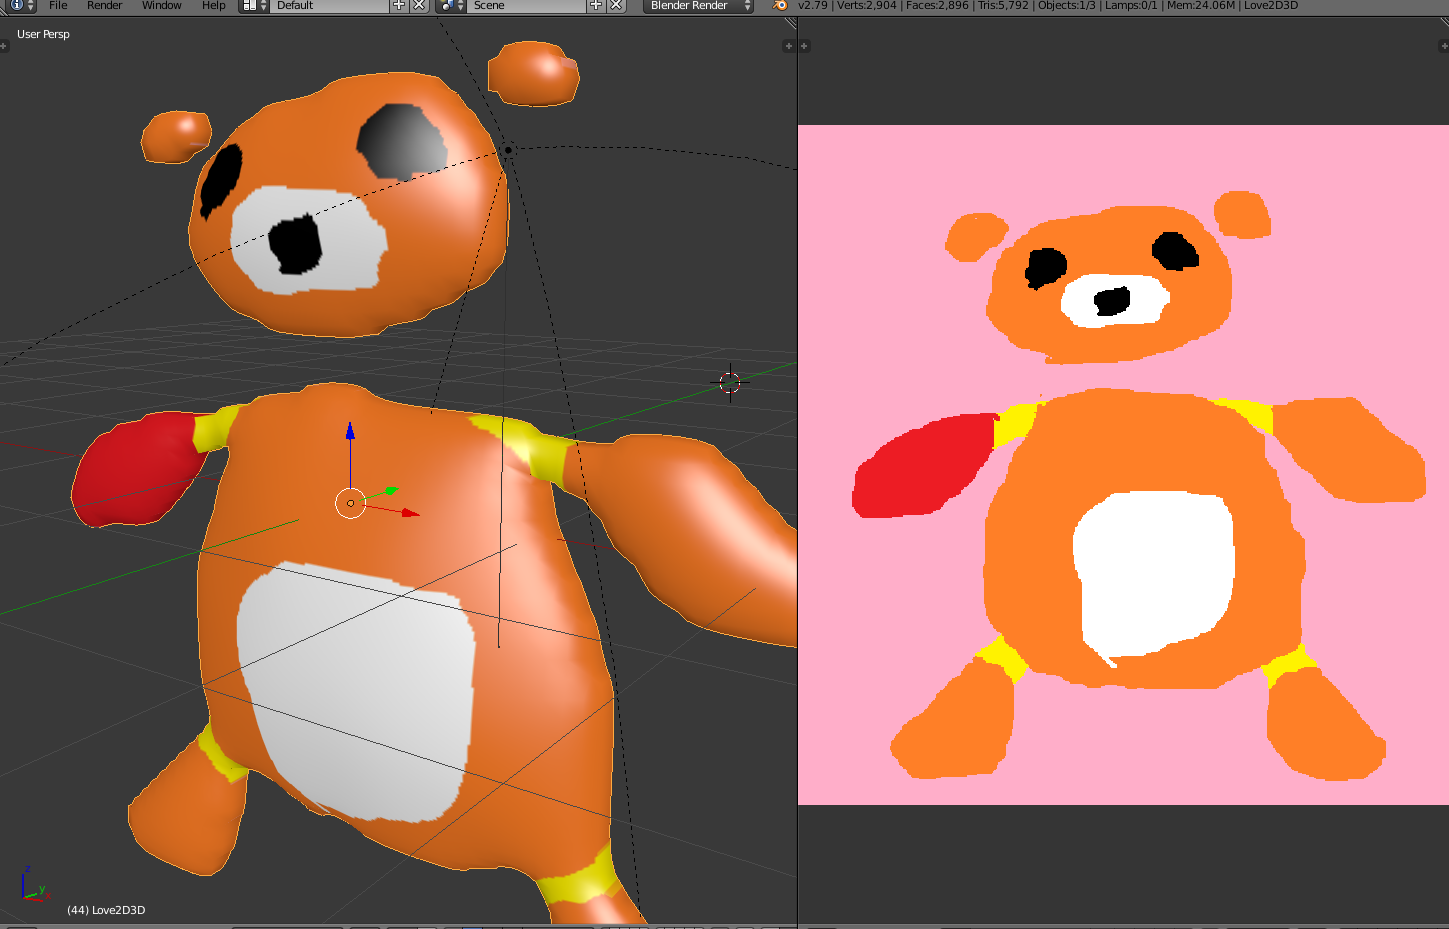 File Render Window Help Default Scene Blender Render v2.79 | Verts:2,904 | Faces:2,896 | Tris:5,792 | Objects:1/3 | Lamps:0/1 | Mem:24.06M | Love2D3D
User Persp
z
y
(44) Love2D3D